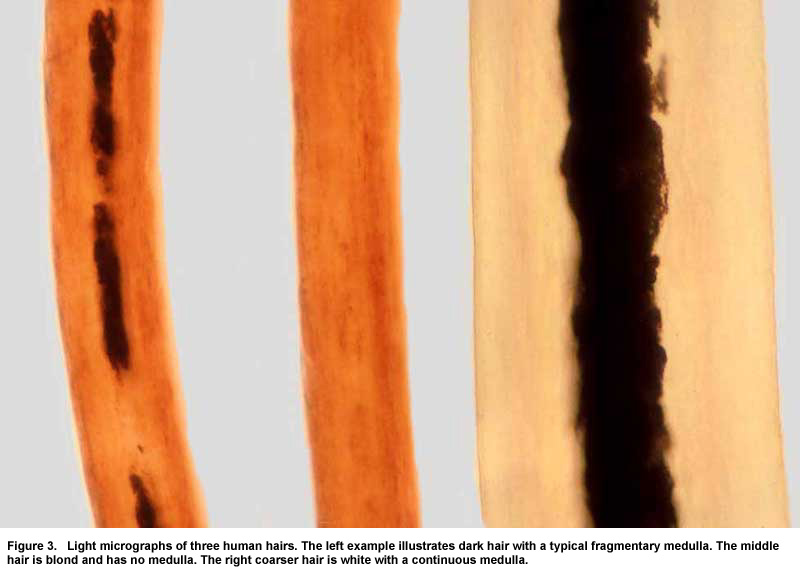 Figure 3.   Light micrographs of three human hairs. The left example illustrates dark hair with a typical fragmentary medulla. The middle
hair is blond and has no medulla. The right coarser hair is white with a continuous medulla.